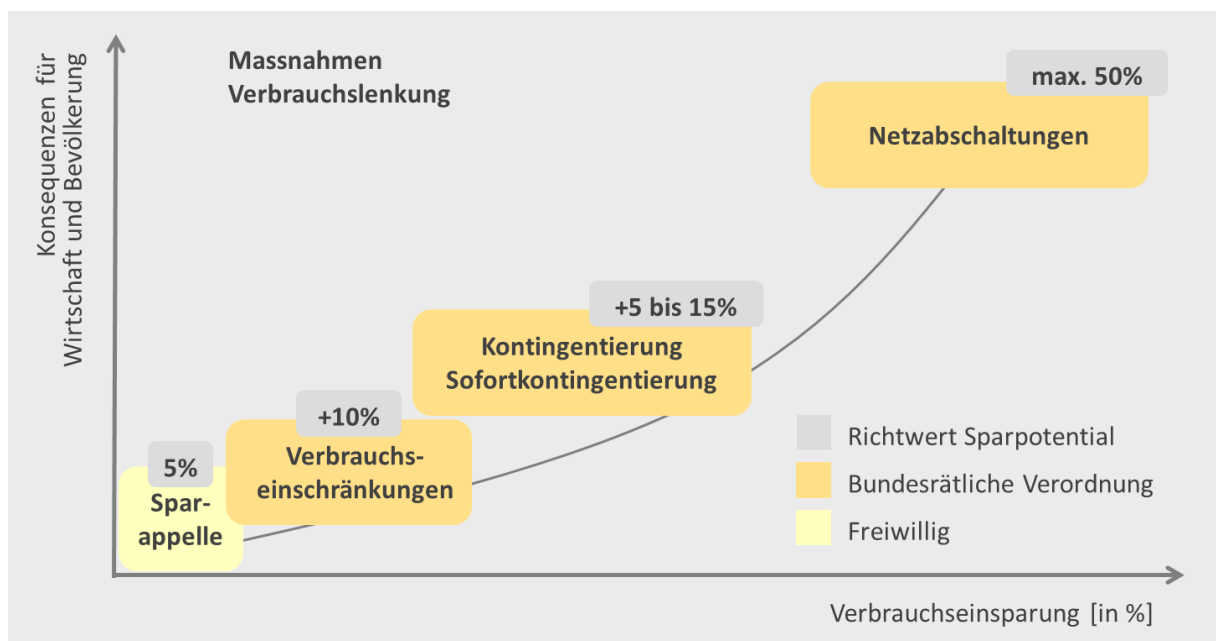 Konsequenzen für
Wirtschaft und Bevölkerung
Massnahmen
Verbrauchslenkung
max. 50%
Netzabschaltungen
+5 bis 15%
Kontingentierung
Sofortkontingentierung
+10%
Verbrauchs-
einschränkungen
5%
Spar-
appelle
Richtwert Sparpotential
Bundesrätliche Verordnung
Freiwillig
Verbrauchseinsparung [in %]